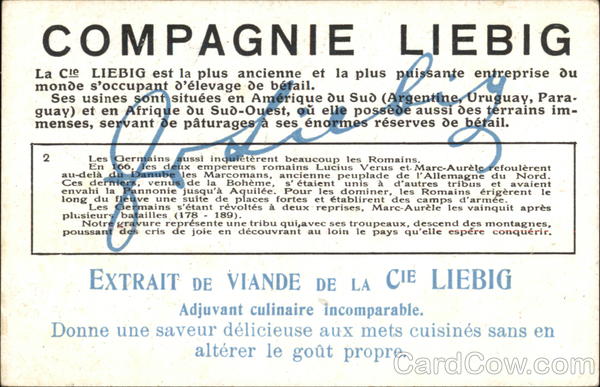 COMPAGNIE LIEBIG
La Cie LIEBIG est la plus ancienne et la plus puissante entreprise du
monde s'occupant d'élevage de bétail.
Ses usines sont situées en Amérique du Sud (Argentine, Uruguay, Para-
guay) et en Afrique du Sud-Ouest, où elle possède aussi des terrains im-
menses, servant de pâturages à ses énormes réserves de bétail.
J v Liebig
2
Les Germains aussi inquiétèrent beaucoup les Romains.
En 166, les deux empereurs romains Lucius Verus et Marc-Aurèle refoulèrent
au-delà du Danube les Marcomans, ancienne peuplade de l'Allemagne du Nord.
Ces derniers, venus de la Bohème, s'étaient unis à d'autres tribus et avaient
envahi la Pannonie jusqu'à Aquilée. Pour les dominer, les Romains érigèrent le
long du fleuve une suite de places fortes et établirent des camps d'armée.
Les Germains s'étant révoltés à deux reprises, Marc-Aurèle les vainquit après
plusieurs batailles (178 - 189).
Notre gravure représente une tribu qui, avec ses troupeaux, descend des montagnes,
poussant des cris de joie en découvrant au loin le pays qu'elle espère conquérir.
EXTRAIT DE VIANDE DE LA CIE LIEBIG
Adjuvant culinaire incomparable.
Donne une saveur délicieuse aux mets cuisinés sans en
altérer le goût propre.
CardCow.com